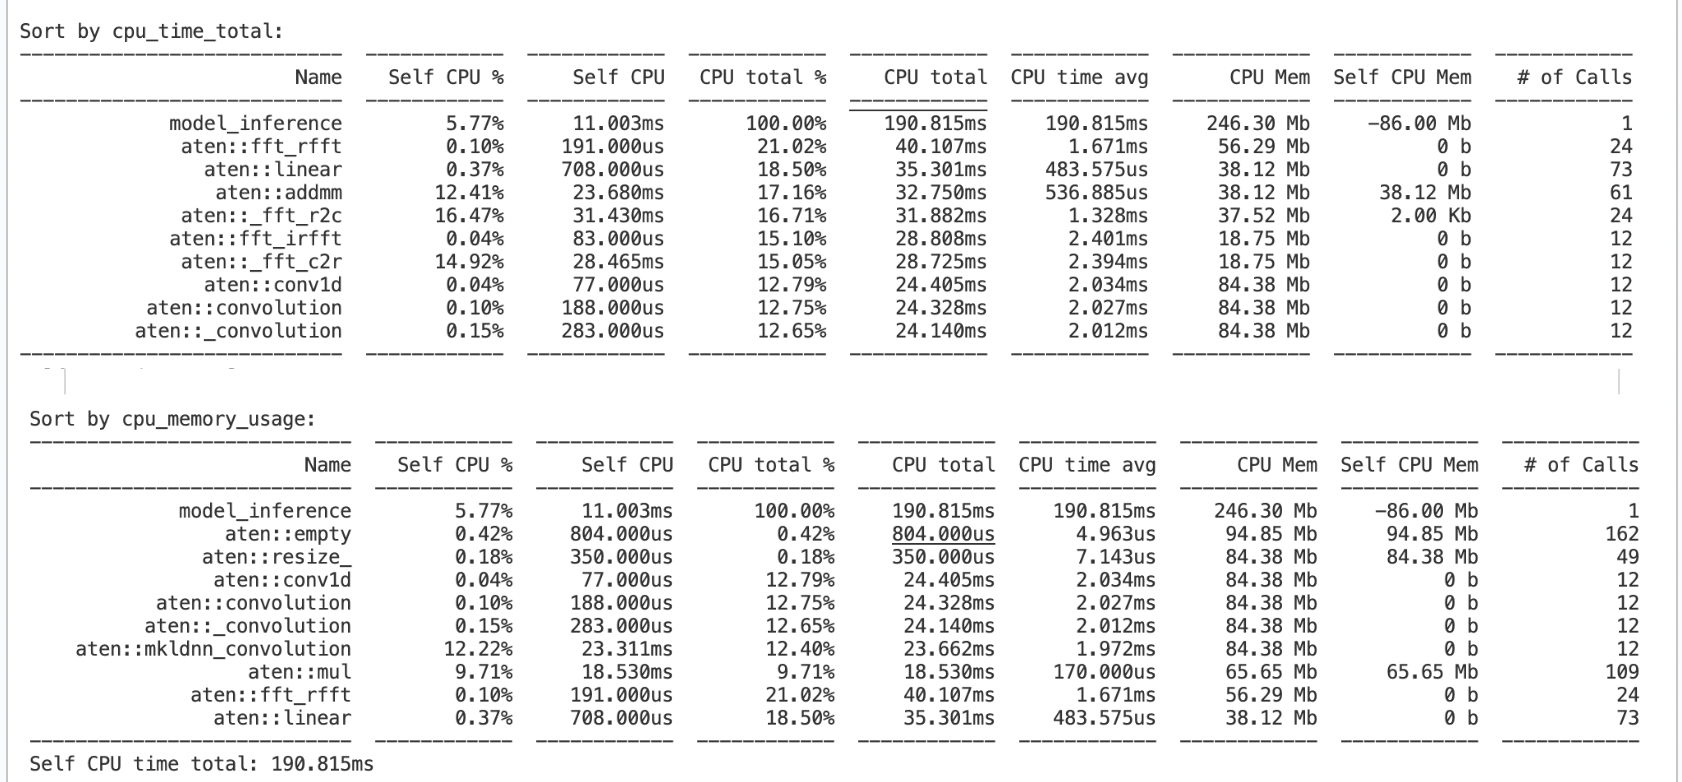 Sort by cpu_time_total:
Name Self CPU % Self CPU CPU total % CPU total CPU time avg CPU Mem Self CPU Mem # of Calls
model_inference 5.77% 11.003ms 100.00% 190.815ms 190.815ms 246.30 Mb -86.00 Mb 1
aten::fft_rfft 0.10% 191.000us 21.02% 40.107ms 1.671ms 56.29 Mb 0 b 24
aten::linear 0.37% 708.000us 18.50% 35.301ms 483.575us 38.12 Mb 0 b 73
aten::addmm 12.41% 23.680ms 17.16% 32.750ms 536.885us 38.12 Mb 38.12 Mb 61
aten::_fft_r2c 16.47% 31.430ms 16.71% 31.882ms 1.328ms 37.52 Mb 2.00 Kb 24
aten::fft_irfft 0.04% 83.000us 15.10% 28.808ms 2.401ms 18.75 Mb 0 b 12
aten::_fft_c2r 14.92% 28.465ms 15.05% 28.725ms 2.394ms 18.75 Mb 0 b 12
aten::conv1d 0.04% 77.000us 12.79% 24.405ms 2.034ms 84.38 Mb 0 b 12
aten::convolution 0.10% 188.000us 12.75% 24.328ms 2.027ms 84.38 Mb 0 b 12
aten::_convolution 0.15% 283.000us 12.65% 24.140ms 2.012ms 84.38 Mb 0 b 12
Sort by cpu_memory_usage:
Name Self CPU % Self CPU CPU total % CPU total CPU time avg CPU Mem Self CPU Mem # of Calls
model_inference 5.77% 11.003ms 100.00% 190.815ms 190.815ms 246.30 Mb -86.00 Mb 1
aten::empty 0.42% 804.000us 0.42% 804.000us 4.963us 94.85 Mb 94.85 Mb 162
aten::resize_ 0.18% 350.000us 0.18% 350.000us 7.143us 84.38 Mb 84.38 Mb 49
aten::conv1d 0.04% 77.000us 12.79% 24.405ms 2.034ms 84.38 Mb 0 b 12
aten::convolution 0.10% 188.000us 12.75% 24.328ms 2.027ms 84.38 Mb 0 b 12
aten::_convolution 0.15% 283.000us 12.65% 24.140ms 2.012ms 84.38 Mb 0 b 12
aten::mkldnn_convolution 12.22% 23.311ms 12.40% 23.662ms 1.972ms 84.38 Mb 0 b 12
aten::mul 9.71% 18.530ms 9.71% 18.530ms 170.000us 65.65 Mb 65.65 Mb 109
aten::fft_rfft 0.10% 191.000us 21.02% 40.107ms 1.671ms 56.29 Mb 0 b 24
aten::linear 0.37% 708.000us 18.50% 35.301ms 483.575us 38.12 Mb 0 b 73
Self CPU time total: 190.815ms